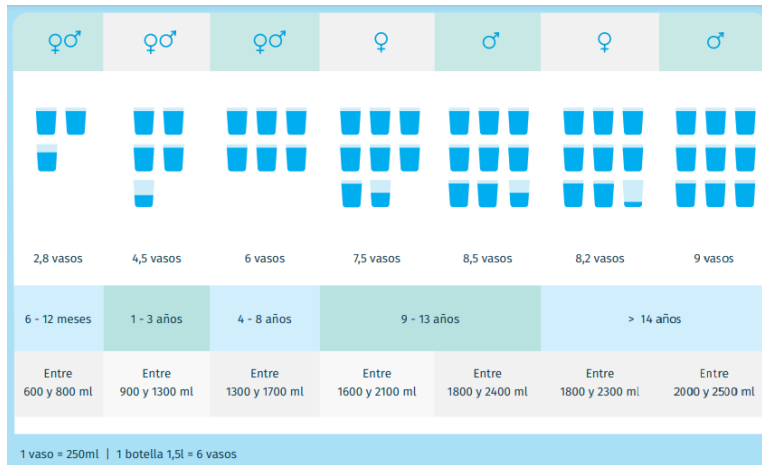 ♀♂ ♀♂ ♀♂ ♀ ♂ ♀ ♂
2,8 vasos 4,5 vasos 6 vasos 7,5 vasos 8,5 vasos 8,2 vasos 9 vasos
6 - 12 meses 1 - 3 años 4 - 8 años 9 - 13 años > 14 años
Entre Entre Entre Entre Entre Entre Entre
600 y 800 ml 900 y 1300 ml 1300 y 1700 ml 1600 y 2100 ml 1800 y 2400 ml 1800 y 2300 ml 2000 y 2500 ml
1 vaso = 250ml | 1 botella 1,5l = 6 vasos